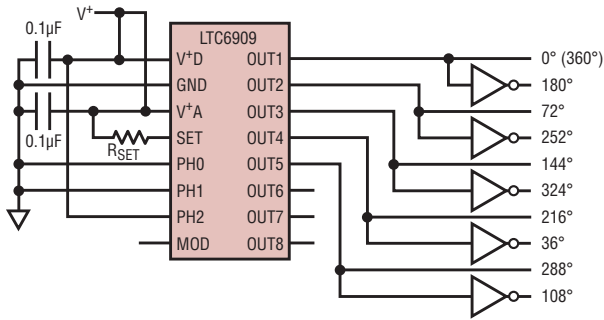 V+
0.1µF
LTC6909
V+D OUT1 0° (360°)
GND OUT2 180°
V+A OUT3 72°
0.1µF
SET OUT4 252°
RSET
PH0 OUT5 144°
PH1 OUT6 324°
PH2 OUT7 216°
MOD OUT8 36°
288°
108°